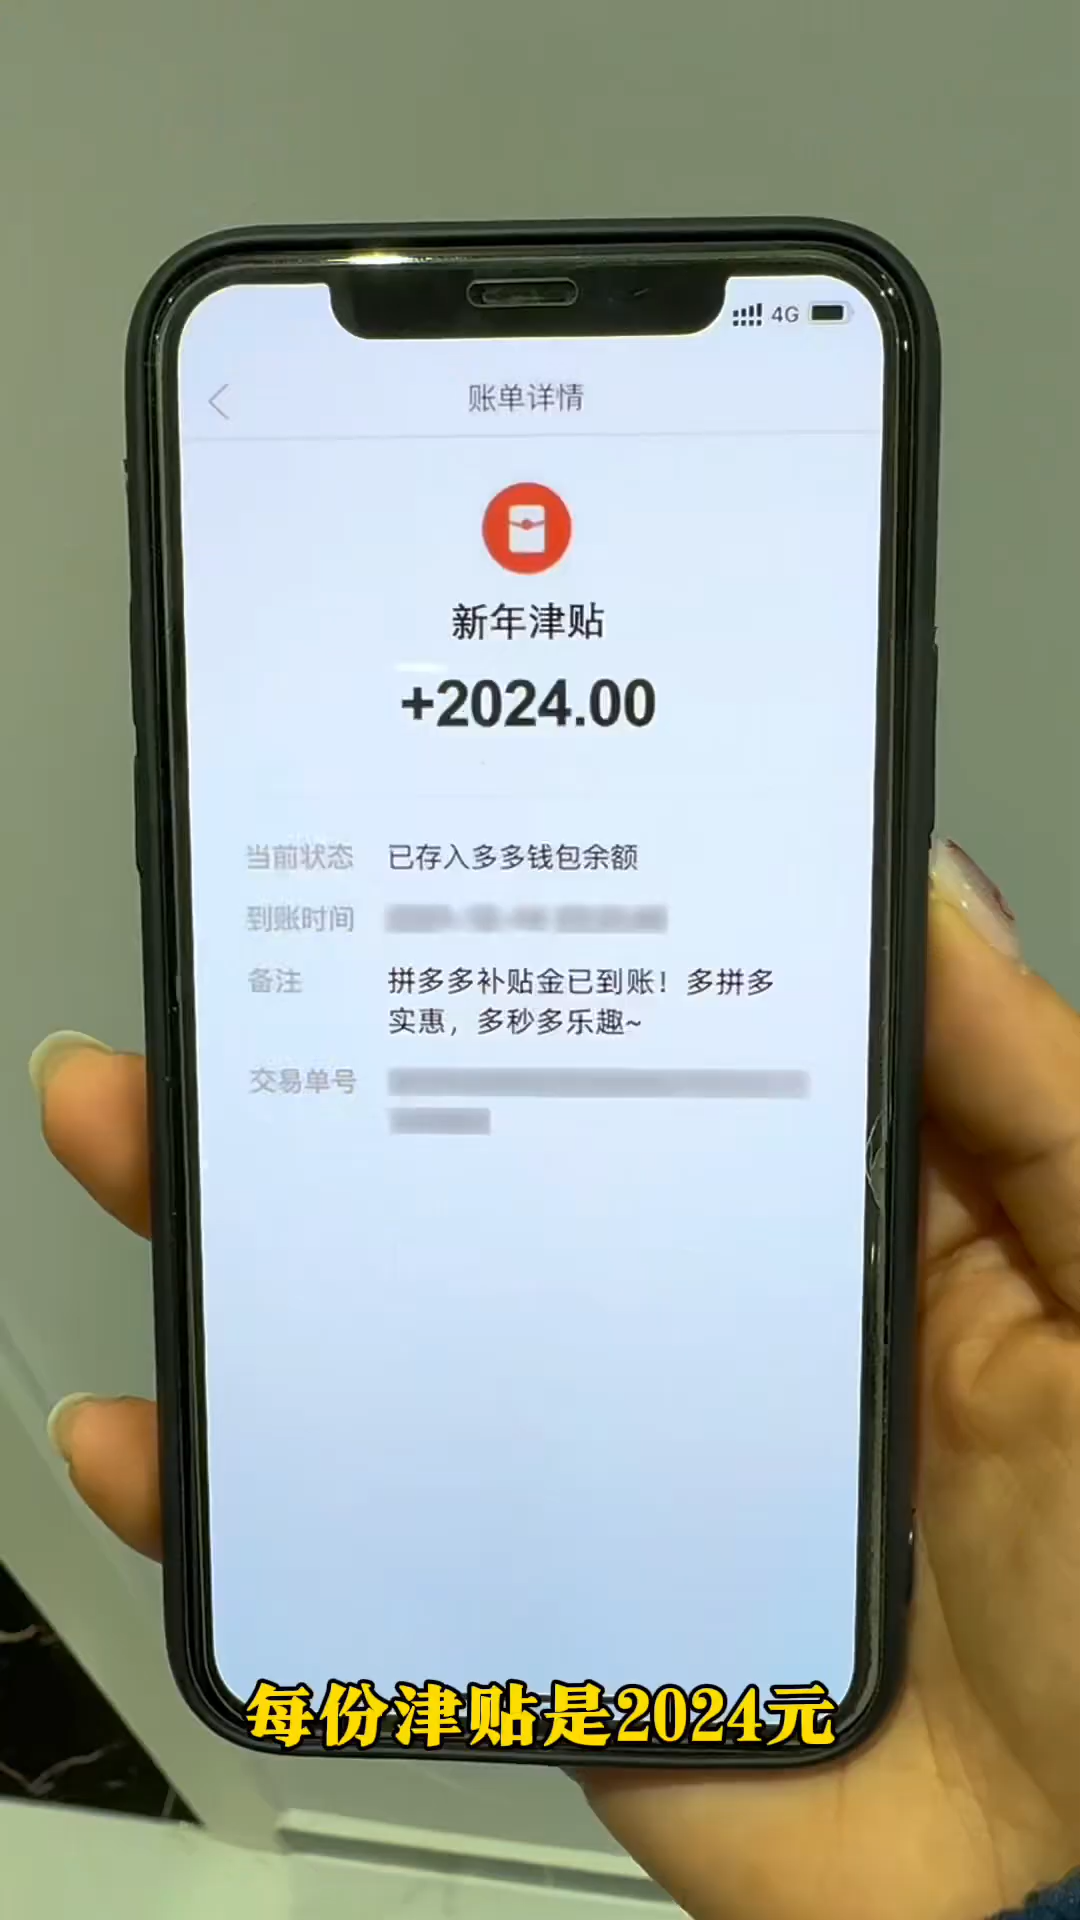 4G
账单详情
新年津贴
+2024.00
当前状态 已存入多多钱包余额
到账时间
备注 拼多多补贴金已到账！多拼多
实惠，多秒多乐趣~
交易单号
每份津贴是2024元